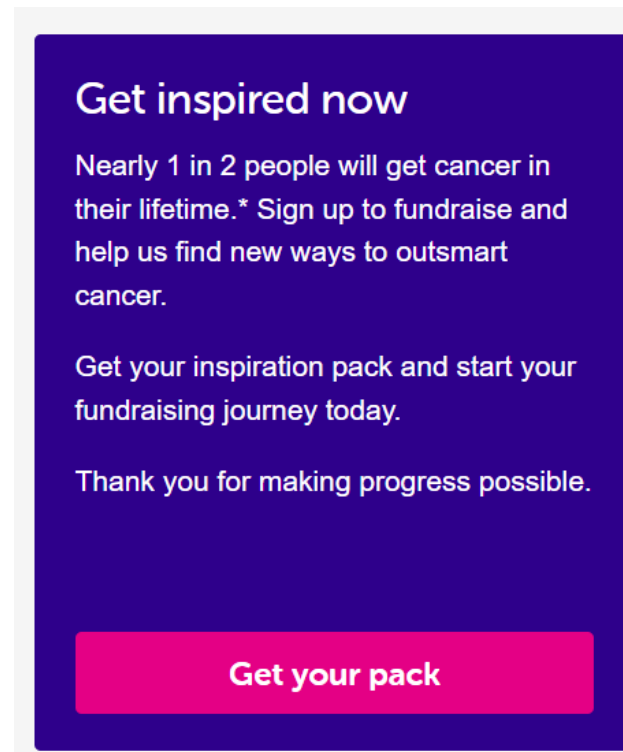 Get inspired now
Nearly 1 in 2 people will get cancer in
their lifetime.* Sign up to fundraise and
help us find new ways to outsmart
cancer.
Get your inspiration pack and start your
fundraising journey today.
Thank you for making progress possible.
Get your pack